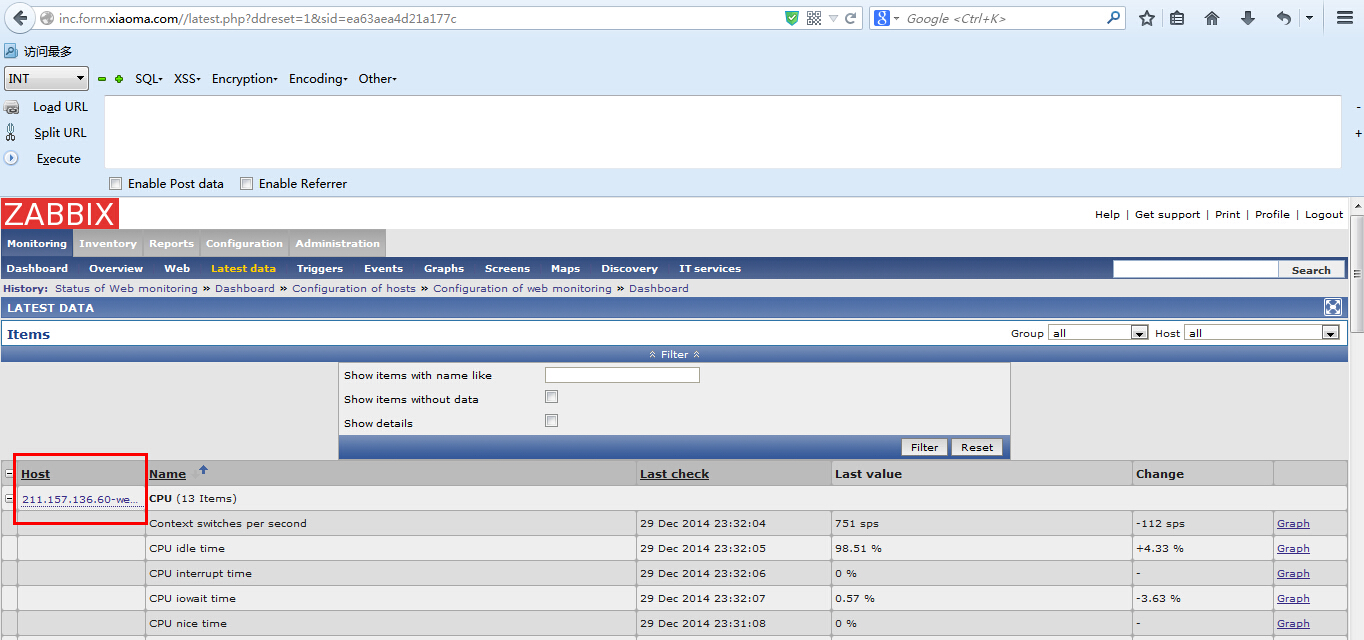 inc.form.xiaoma.com//latest.php?ddreset=1&sid=ea63aea4d21a177c
Google <Ctrl+K>
访问最多
INT SQL XSS Encryption Encoding Other
Load URL
Split URL
Execute
Enable Post data Enable Referrer
ZABBIX
Help | Get support | Print | Profile | Logout
Monitoring Inventory Reports Configuration Administration
Dashboard Overview Web Latest data Triggers Events Graphs Screens Maps Discovery IT services Search
History: Status of Web monitoring » Dashboard » Configuration of hosts » Configuration of web monitoring » Dashboard
LATEST DATA
Items Group all Host all
Filter
Show items with name like
Show items without data
Show details
Filter Reset
Host Name Last check Last value Change
211.157.136.60-we... CPU (13 Items)
Context switches per second 29 Dec 2014 23:32:04 751 sps -112 sps Graph
CPU idle time 29 Dec 2014 23:32:05 98.51 % +4.33 % Graph
CPU interrupt time 29 Dec 2014 23:32:06 0 % - Graph
CPU iowait time 29 Dec 2014 23:32:07 0.57 % -3.63 % Graph
CPU nice time 29 Dec 2014 23:31:08 0 % - Graph